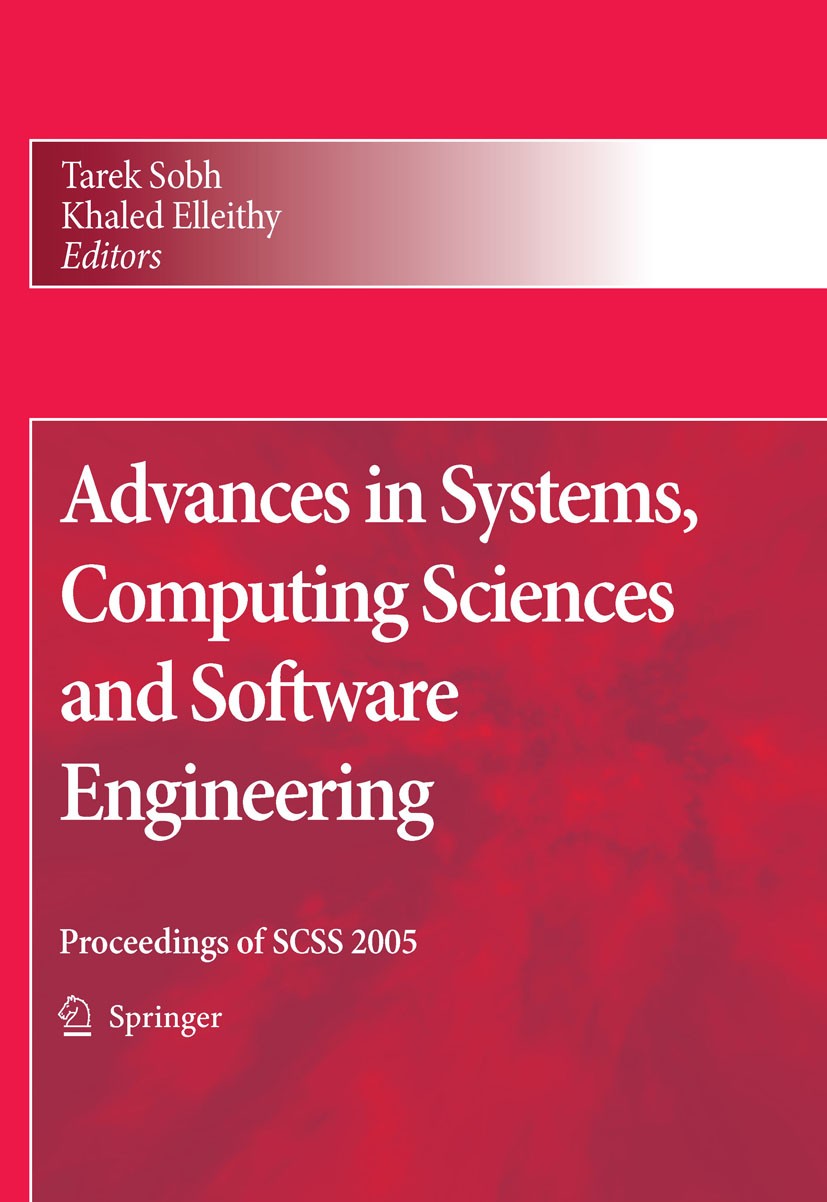 Tarek Sobh
Khaled Elleithy
Editors
Advances in Systems,
Computing Sciences
and Software
Engineering
Proceedings of SCSS 2005
Springer